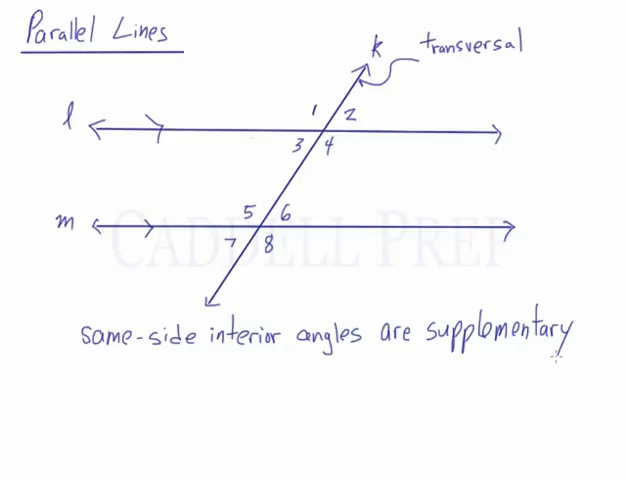 Parallel Lines
k transversal
l
1 2
3 4
m
5 6
7 8
CADDELL PREP
same-side interior angles are supplementary